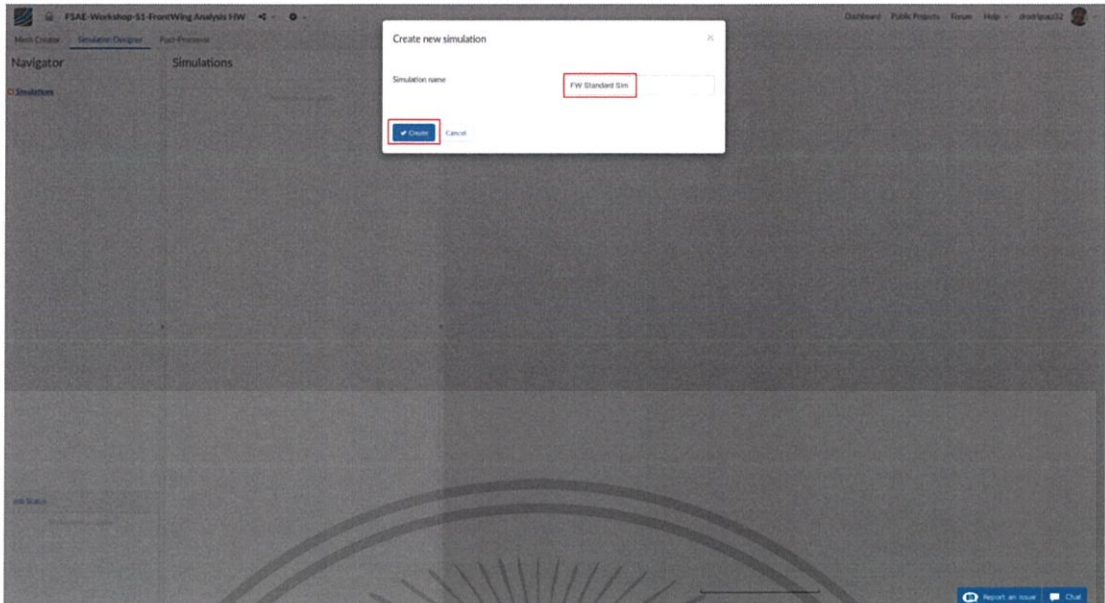 FSAE-Workshop-S1-FrontWing Analysis HW
Dashboard Public Projects Forum Help
Mesh Creator Simulation Designer Post-Processor
Navigator
Simulations
Simulations
Create new simulation
Simulation name
FW Standard Sim
Create Cancel
Job Status
Report an issue Chat